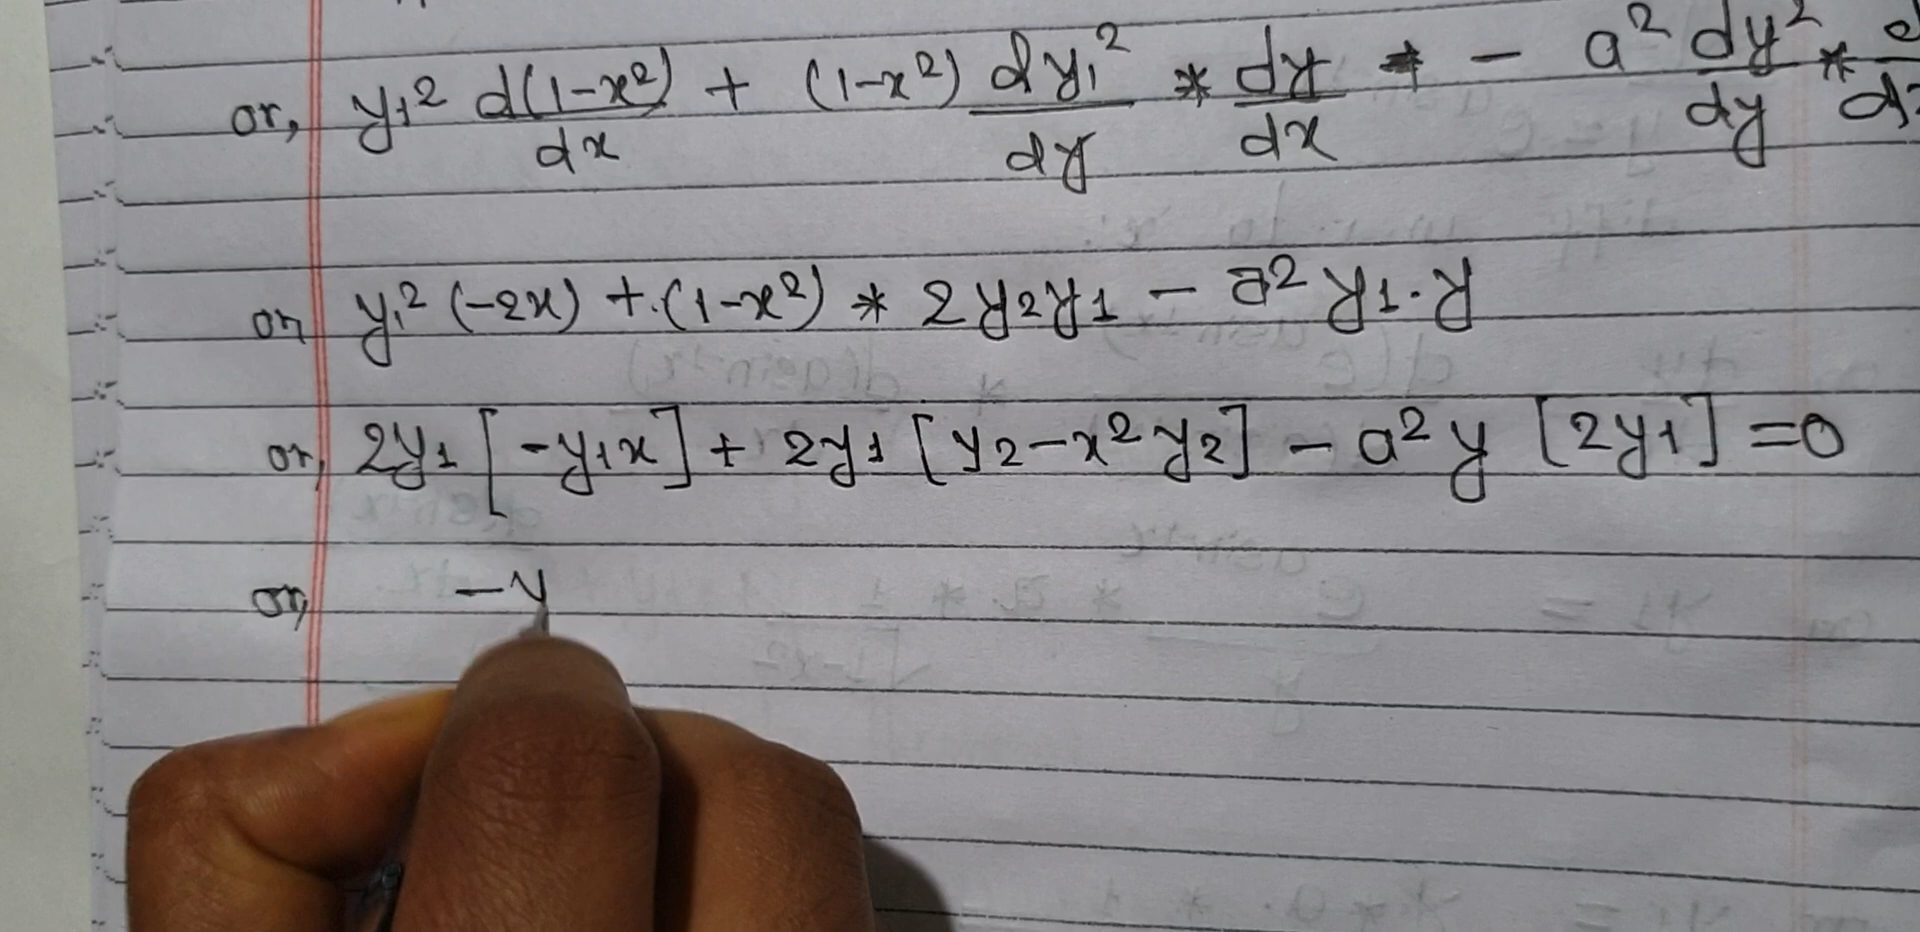 or, y₁² d(1-x²)/dx + (1-x²) dy₁²/dy * dy/dx - a² dy²/dy *
or y₁² (-2x) + (1-x²) * 2y₂y₁ - a² y₁.y
or, 2y₁ [-y₁x] + 2y₁ [y₂-x²y₂] - a²y [2y₁] =0
or, -y